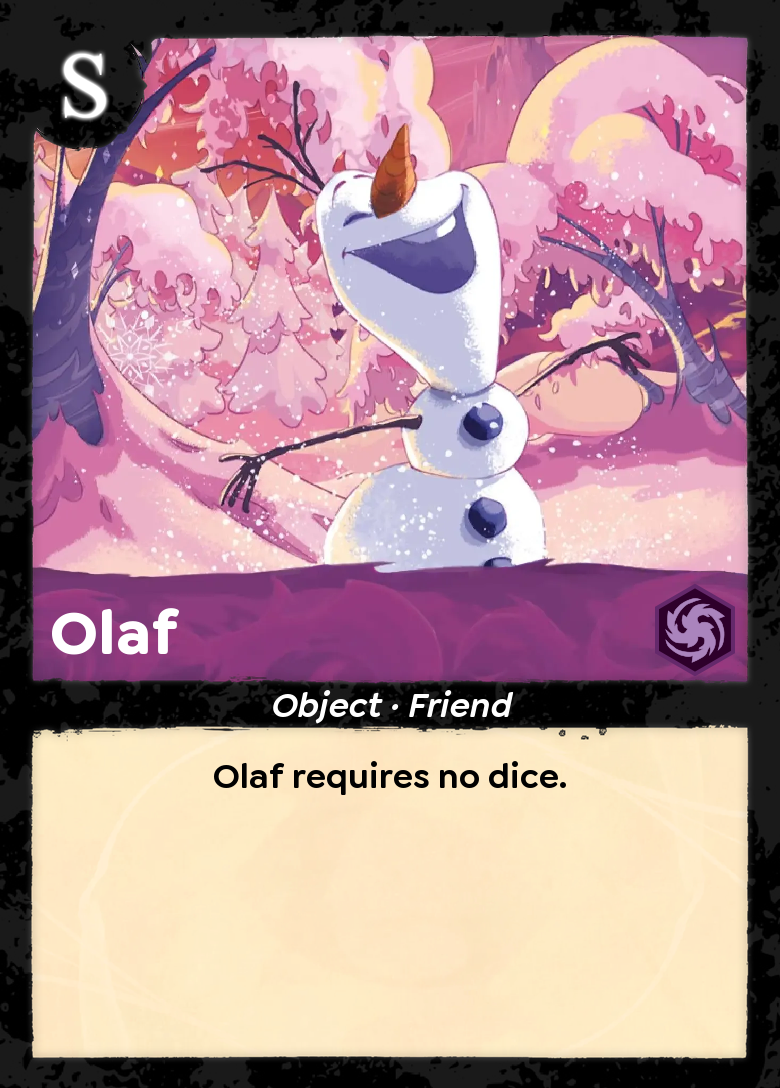 S
Olaf
Object · Friend
Olaf requires no dice.